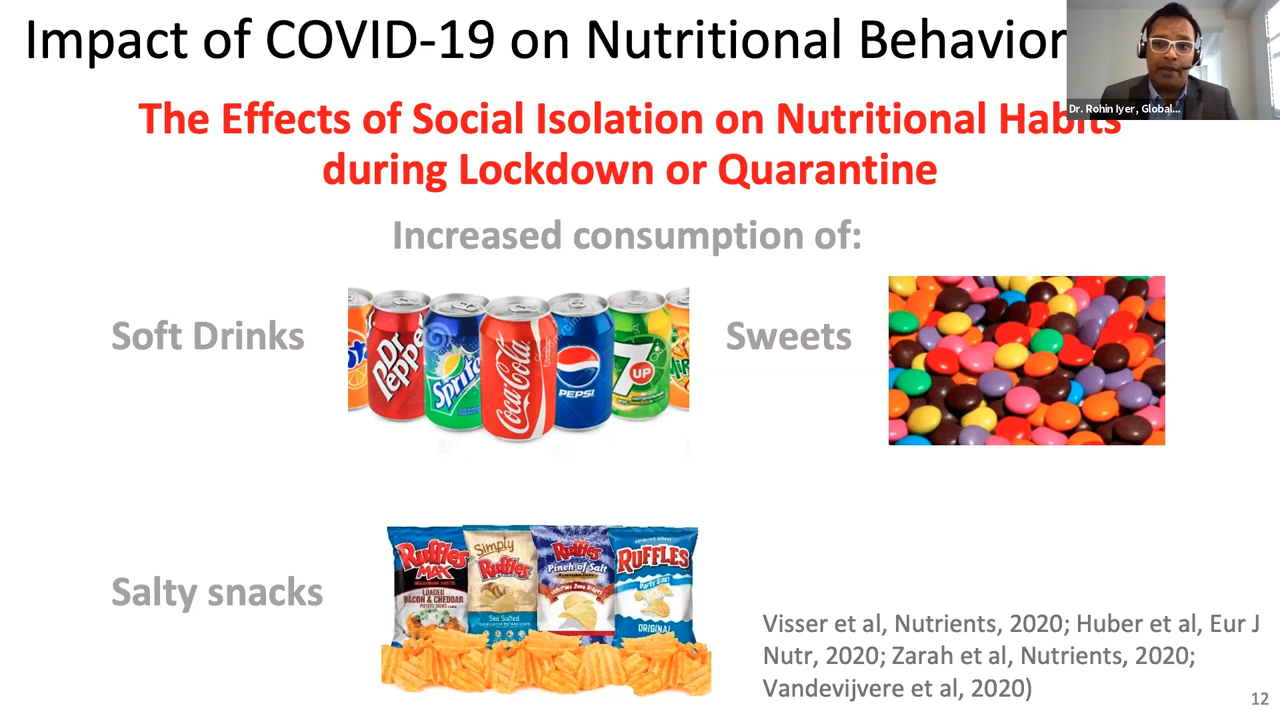 Impact of COVID-19 on Nutritional Behavior
Dr. Rohin Iyer, Global...
The Effects of Social Isolation on Nutritional Habits
during Lockdown or Quarantine
Increased consumption of:
Soft Drinks
Dr Pepper
Sprite
Coca-Cola
PEPSI
7 UP
Sweets
Salty snacks
Ruffles
MAX
LOADED
BACON & CHEDDAR
Simply
Ruffles
Sea Salted
Ruffles
Pinch of Salt
RUFFLES
ORIGINAL
Visser et al, Nutrients, 2020; Huber et al, Eur J
Nutr, 2020; Zarah et al, Nutrients, 2020;
Vandevijvere et al, 2020)
12